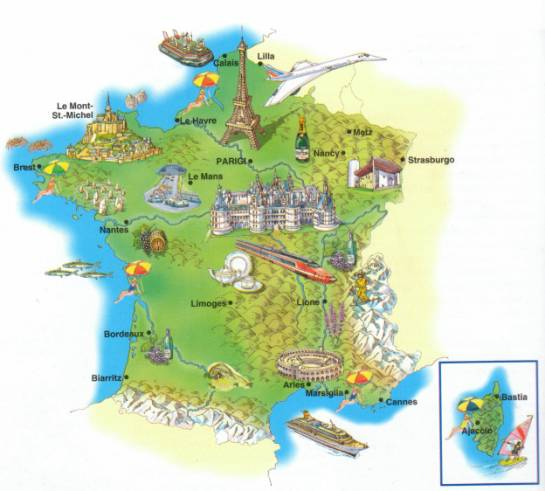 Calais
Lilla
Le Mont-
St.-Michel
Le Havre
Metz
Nancy
Strasburgo
PARIGI
Brest
Le Mans
Nantes
Limoges
Lione
Bordeaux
Biarritz
Arles
Marsiglia
Cannes
Bastia
Ajaccio